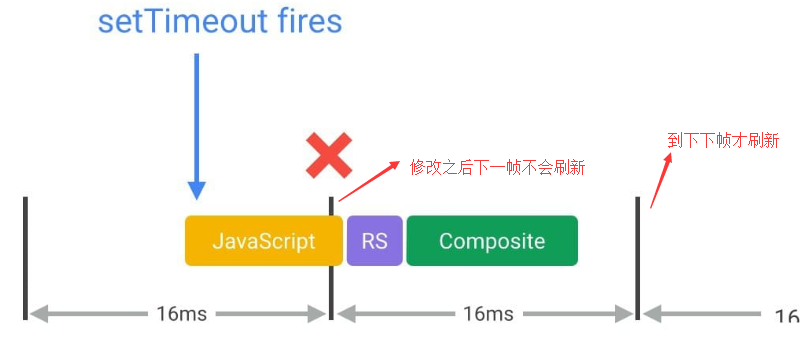 setTimeout fires
到下下帧才刷新
修改之后下一帧不会刷新
JavaScript
RS
Composite
16ms
16ms
16